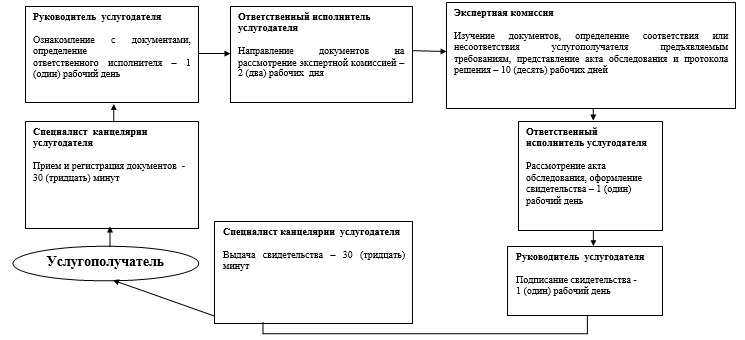 Руководитель услугодателя
Ознакомление с документами,
определение
ответственного исполнителя – 1
(один) рабочий день
Ответственный исполнитель
услугодателя
Направление документов на
рассмотрение экспертной комиссией –
2 (два) рабочих дня
Экспертная комиссия
Изучение документов, определение соответствия или
несоответствия услугополучателя предъявляемым
требованиям, представление акта обследования и протокола
решения – 10 (десять) рабочих дней
Специалист канцелярии
услугодателя
Прием и регистрация документов -
30 (тридцать) минут
Ответственный
исполнитель услугодателя
Рассмотрение акта
обследования, оформление
свидетельства – 1 (один)
рабочий день
Специалист канцелярии услугодателя
Выдача свидетельства – 30 (тридцать)
минут
Услугополучатель
Руководитель услугодателя
Подписание свидетельства -
1 (один) рабочий день